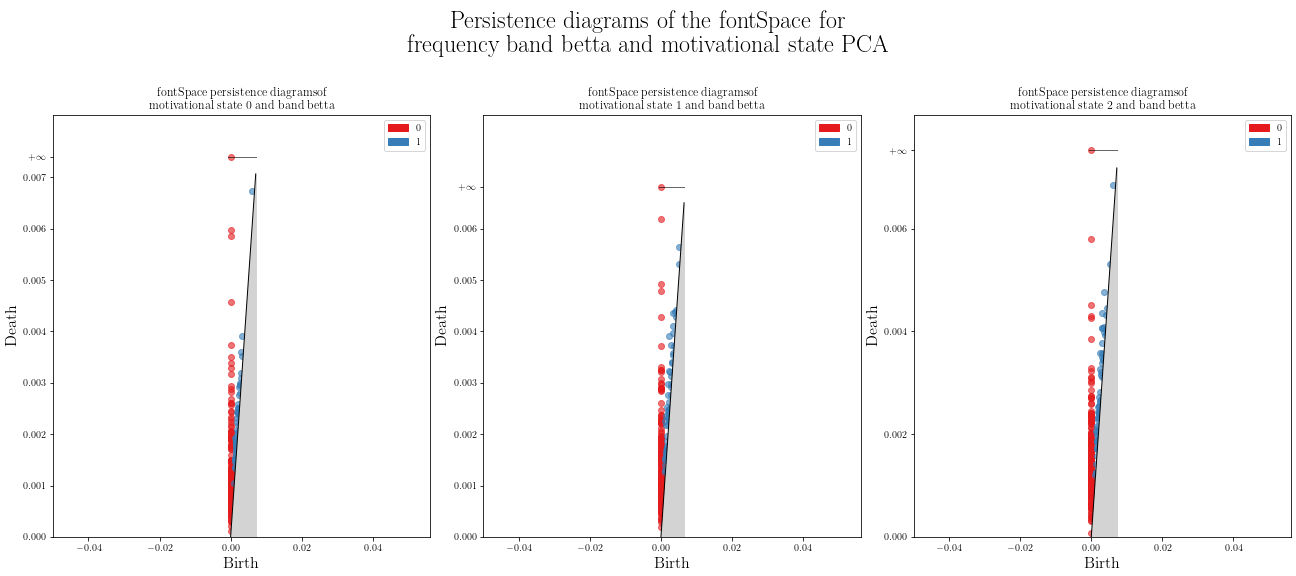 Persistence diagrams of the fontSpace for
frequency band betta and motivational state PCA
fontSpace persistence diagramsof
motivational state 0 and band betta
0
1
+∞
0.007
0.006
0.005
0.004
0.003
0.002
0.001
0.000
Death
−0.04
−0.02
0.00
0.02
0.04
Birth
fontSpace persistence diagramsof
motivational state 1 and band betta
0
1
+∞
0.006
0.004
0.002
0.001
0.000
Death
−0.04
−0.02
0.00
0.02
0.04
Birth
fontSpace persistence diagramsof
motivational state 2 and band betta
0
1
+∞
0.006
0.004
0.002
0.000
Death
−0.04
−0.02
0.00
0.02
0.04
Birth